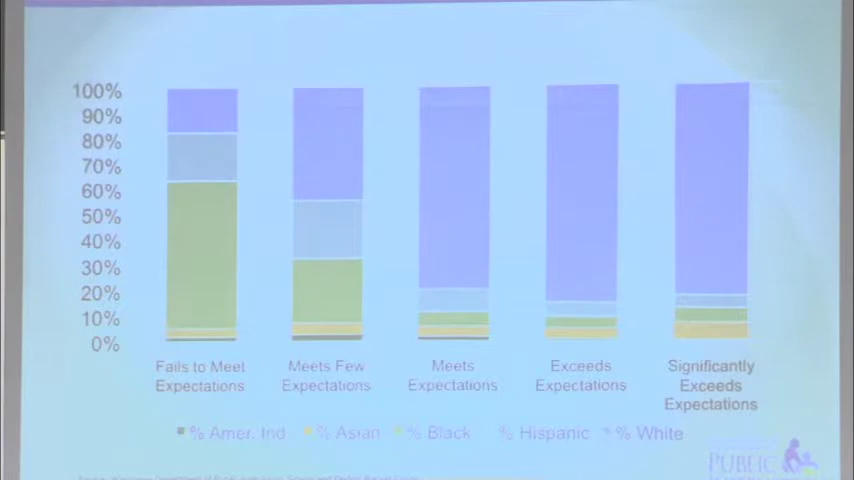 100%
90%
80%
70%
60%
50%
40%
30%
20%
10%
0%
Fails to Meet
Expectations
Meets Few
Expectations
Meets
Expectations
Exceeds
Expectations
Significantly
Exceeds
Expectations
% Amer. Ind % Asian % Black % Hispanic % White
PUBLIC